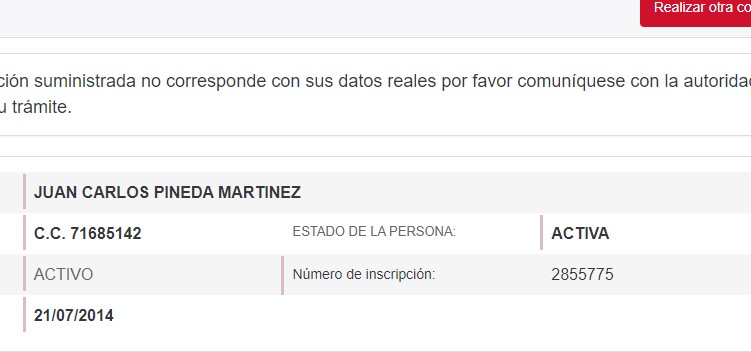 Realizar otra co
ción suministrada no corresponde con sus datos reales por favor comuníquese con la autoridad
u trámite.
JUAN CARLOS PINEDA MARTINEZ
C.C. 71685142 ESTADO DE LA PERSONA: ACTIVA
ACTIVO Número de inscripción: 2855775
21/07/2014